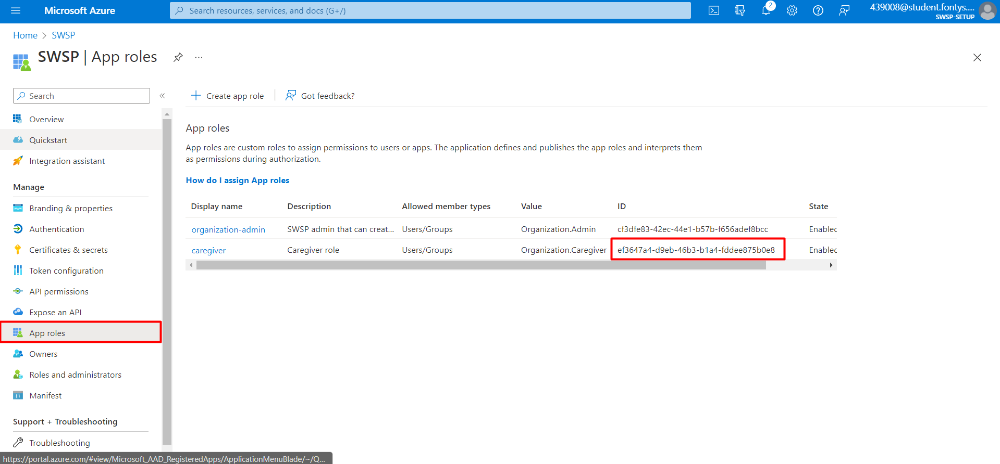 Microsoft Azure
Search resources, services, and docs (G+/)
2
439008@student.fontys....
SWSP-SETUP
Home > SWSP
SWSP | App roles
...
Search
«
Create app role
Got feedback?
Overview
Quickstart
Integration assistant
Manage
Branding & properties
Authentication
Certificates & secrets
Token configuration
API permissions
Expose an API
App roles
Owners
Roles and administrators
Manifest
Support + Troubleshooting
Troubleshooting
App roles
App roles are custom roles to assign permissions to users or apps. The application defines and publishes the app roles and interprets them
as permissions during authorization.
How do I assign App roles
Display name Description Allowed member types Value ID State
organization-admin SWSP admin that can creat... Users/Groups Organization.Admin cf3dfe83-42ec-44e1-b57b-f656adef8bcc Enabled
caregiver Caregiver role Users/Groups Organization.Caregiver ef3647a4-d9eb-46b3-b1a4-fddee875b0e8 Enabled
https://portal.azure.com/#view/Microsoft_AAD_RegisteredApps/ApplicationMenuBlade/~/Q...